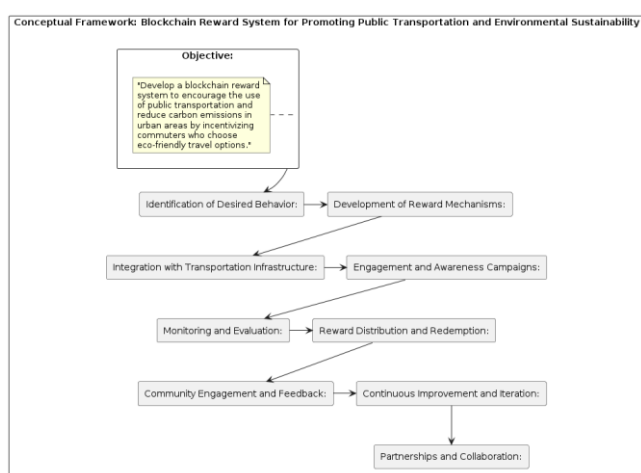 Conceptual Framework: Blockchain Reward System for Promoting Public Transportation and Environmental Sustainability
Objective:
"Develop a blockchain reward
system to encourage the use
of public transportation and
reduce carbon emissions in
urban areas by incentivizing
commuters who choose
eco-friendly travel options."
Identification of Desired Behavior:
Development of Reward Mechanisms:
Integration with Transportation Infrastructure:
Engagement and Awareness Campaigns:
Monitoring and Evaluation:
Reward Distribution and Redemption:
Community Engagement and Feedback:
Continuous Improvement and Iteration:
Partnerships and Collaboration: